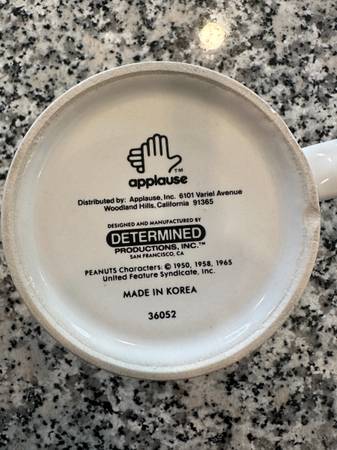 TM
applause
Distributed by: Applause, Inc. 6101 Variel Avenue
Woodland Hills, California 91365
DESIGNED AND MANUFACTURED BY
DETERMINED
PRODUCTIONS, INC.™
SAN FRANCISCO, CA
PEANUTS Characters: © 1950, 1958, 1965
United Feature Syndicate, Inc.
MADE IN KOREA
36052